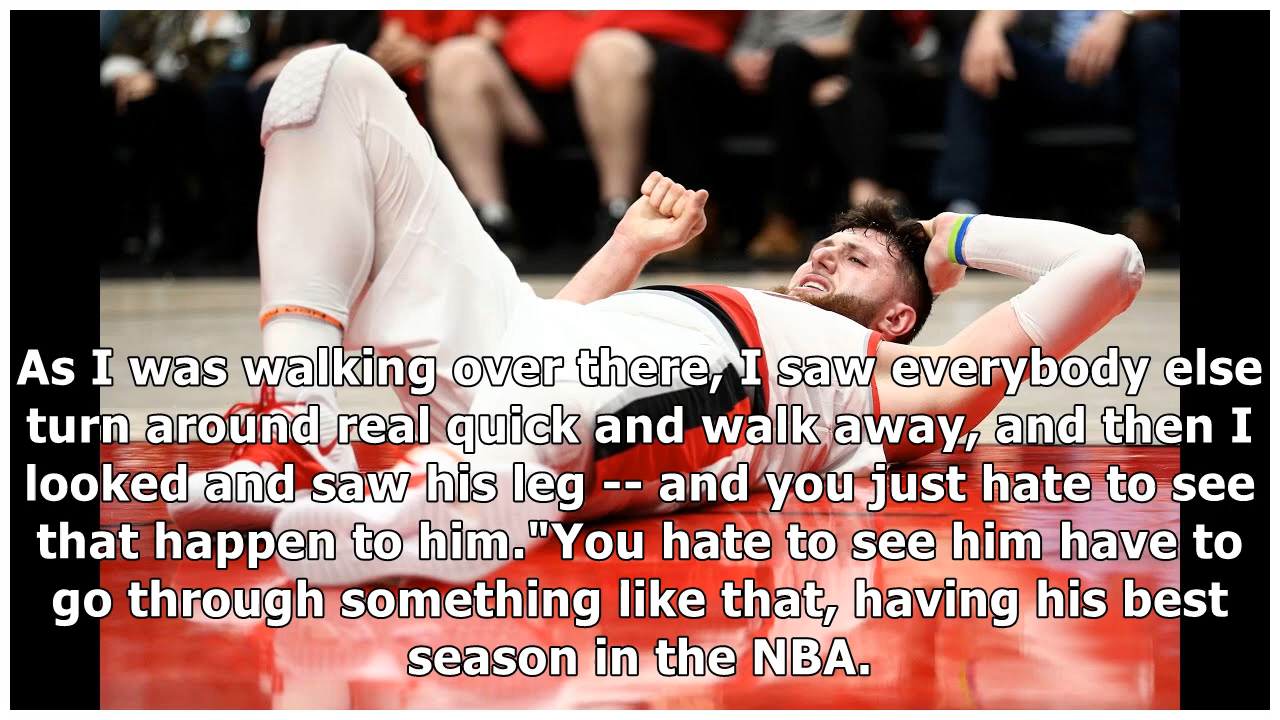 As I was walking over there, I saw everybody else
turn around real quick and walk away, and then I
looked and saw his leg -- and you just hate to see
that happen to him."You hate to see him have to
go through something like that, having his best
season in the NBA.